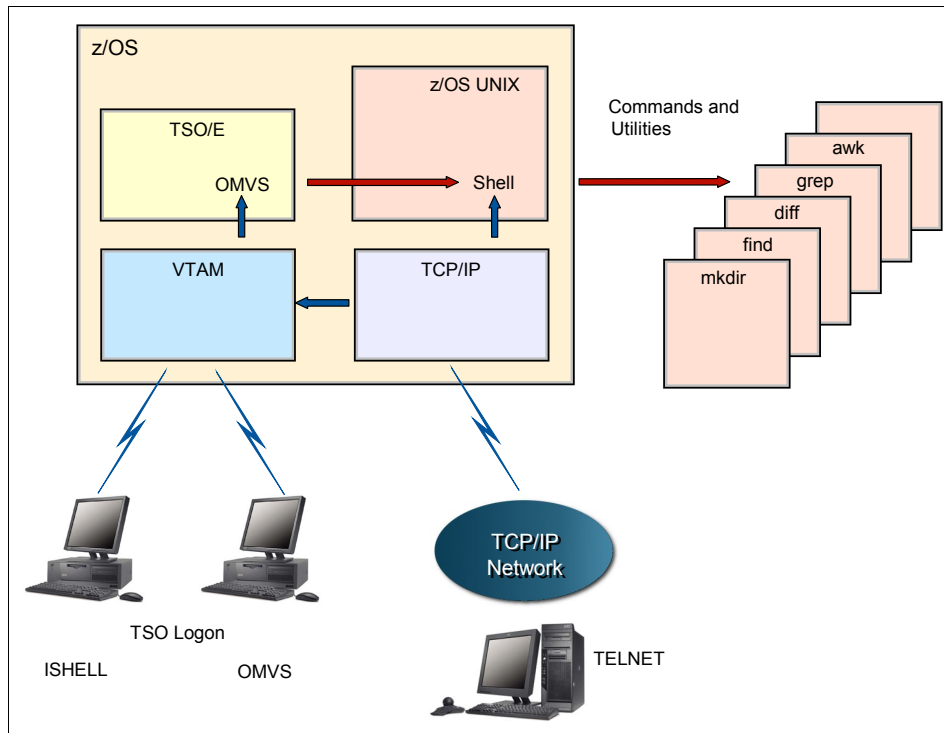 z/OS
z/OS UNIX
Commands and
Utilities
TSO/E
OMVS
Shell
awk
grep
diff
find
mkdir
VTAM
TCP/IP
TCP/IP
Network
TSO Logon
ISHELL
OMVS
TELNET